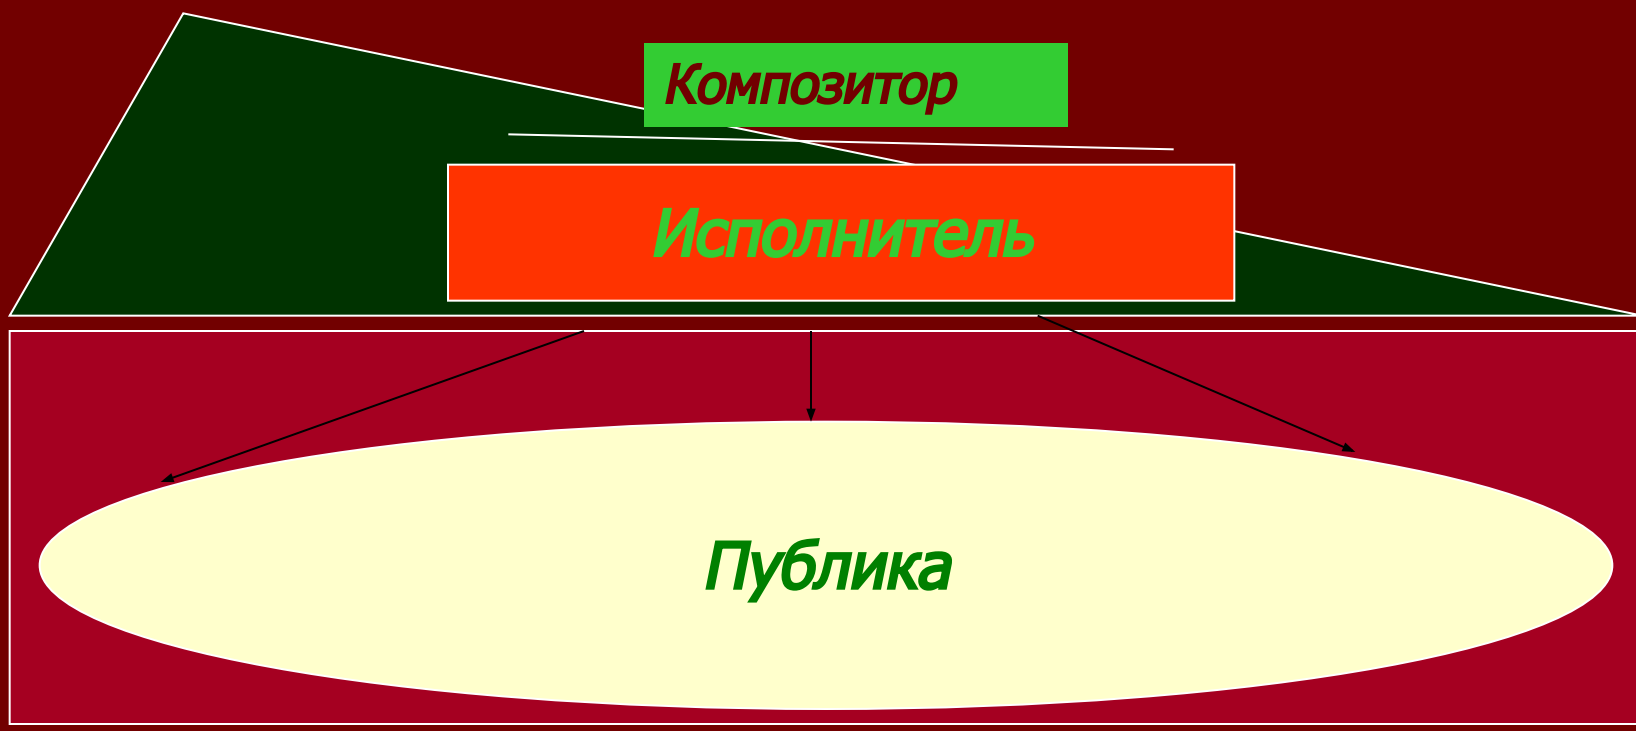 Композитор
Исполнитель
Публика